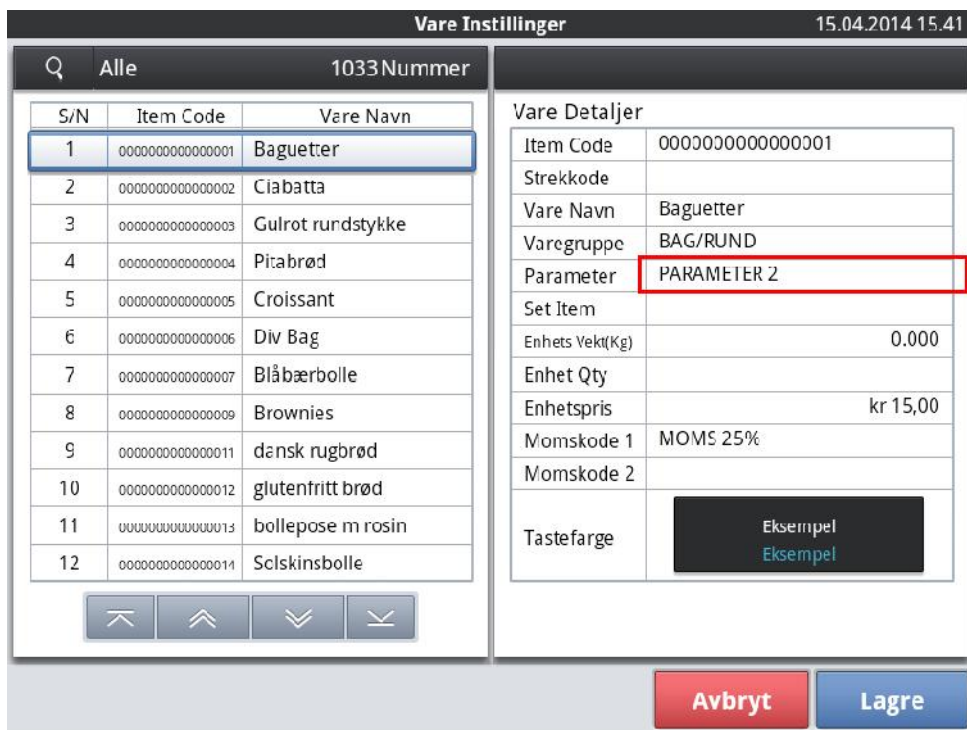 Vare Instillinger 15.04.2014 15.41
Alle 1033 Nummer
S/N Item Code Vare Navn
1 0000000000000001 Baguetter
2 0000000000000002 Ciabatta
3 0000000000000003 Gulrot rundstykke
4 0000000000000004 Pitabrød
5 0000000000000005 Croissant
6 0000000000000006 Div Bag
7 0000000000000007 Blåbærbolle
8 0000000000000009 Brownies
9 0000000000000011 dansk rugbrød
10 0000000000000012 glutenfritt brød
11 0000000000000013 bollepose m rosin
12 0000000000000014 Solskinsbolle
Vare Detaljer
Item Code 0000000000000001
Strekkode
Vare Navn Baguetter
Varegruppe BAG/RUND
Parameter PARAMETER 2
Set Item
Enhets Vekt(Kg) 0.000
Enhet Qty
Enhetspris kr 15,00
Momskode 1 MOMS 25%
Momskode 2
Tastefarge
Eksempel
Eksempel
Avbryt Lagre